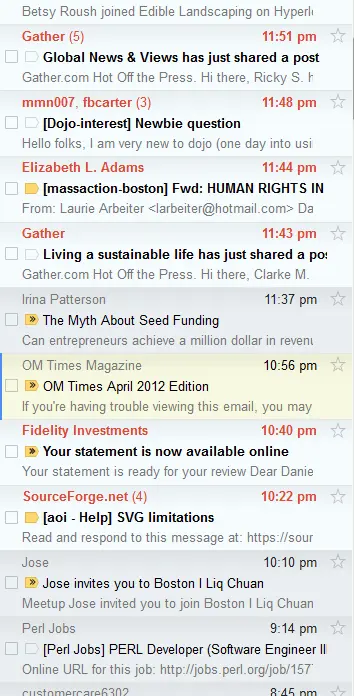 Betsy Roush joined Edible Landscaping on Hyperl
Gather (5) 11:51 pm
Global News & Views has just shared a post
Gather.com Hot Off the Press. Hi there, Ricky S. h
mmn007, fbcarter (3) 11:48 pm
[Dojo-interest] Newbie question
Hello folks, I am very new to dojo (one day into usi
Elizabeth L. Adams 11:44 pm
[massaction-boston] Fwd: HUMAN RIGHTS IN
From: Laurie Arbeiter <larbeiter@hotmail.com> Da
Gather 11:43 pm
Living a sustainable life has just shared a pos
Gather.com Hot Off the Press. Hi there, Clarke M.
Irina Patterson 11:37 pm
The Myth About Seed Funding
Can entrepreneurs achieve a million dollar in revenu
OM Times Magazine 10:56 pm
OM Times April 2012 Edition
If you're having trouble viewing this email, you may
Fidelity Investments 10:40 pm
Your statement is now available online
Your statement is ready for your review Dear Danie
SourceForge.net (4) 10:22 pm
[aoi - Help] SVG limitations
Read and respond to this message at: https://sour
Jose 10:10 pm
Jose invites you to Boston I Liq Chuan
Meetup Jose invited you to join Boston I Liq Chuan
Perl Jobs 9:14 pm
[Perl Jobs] PERL Developer (Software Engineer II
Online URL for this job: http://jobs.perl.org/job/157
customercare6302 8:45 pm